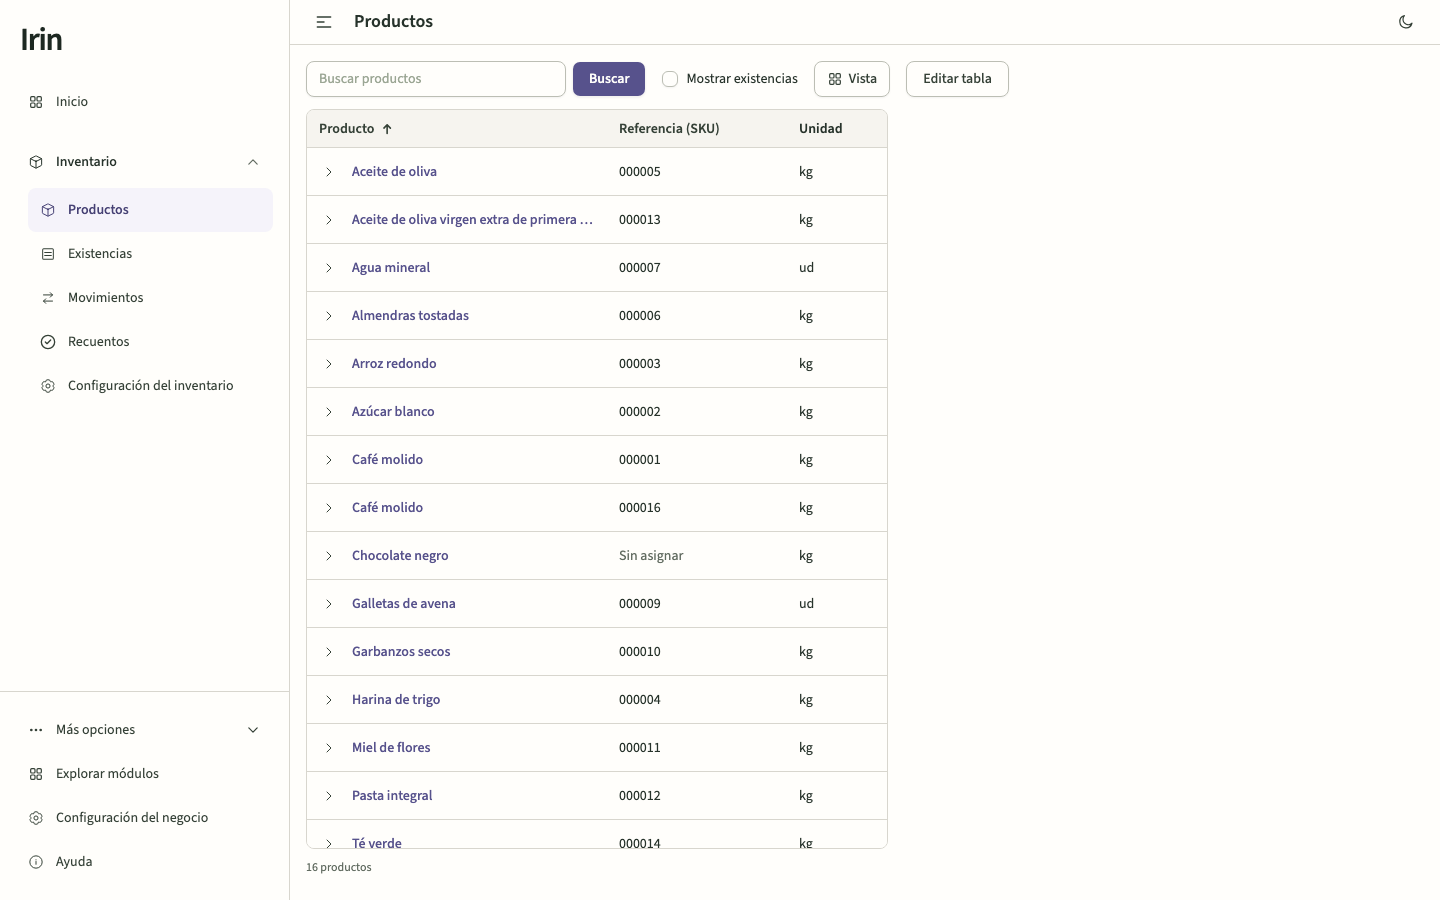 Irin
Productos
Inicio
Inventario
Productos
Existencias
Movimientos
Recuentos
Configuración del inventario
Más opciones
Explorar módulos
Configuración del negocio
Ayuda
Buscar productos
Buscar
Mostrar existencias
Vista
Editar tabla
Producto Referencia (SKU) Unidad
Aceite de oliva 000005 kg
Aceite de oliva virgen extra de primera ... 000013 kg
Agua mineral 000007 ud
Almendras tostadas 000006 kg
Arroz redondo 000003 kg
Azúcar blanco 000002 kg
Café molido 000001 kg
Café molido 000016 kg
Chocolate negro Sin asignar kg
Galletas de avena 000009 ud
Garbanzos secos 000010 kg
Harina de trigo 000004 kg
Miel de flores 000011 kg
Pasta integral 000012 kg
Té verde 000014 kg
16 productos